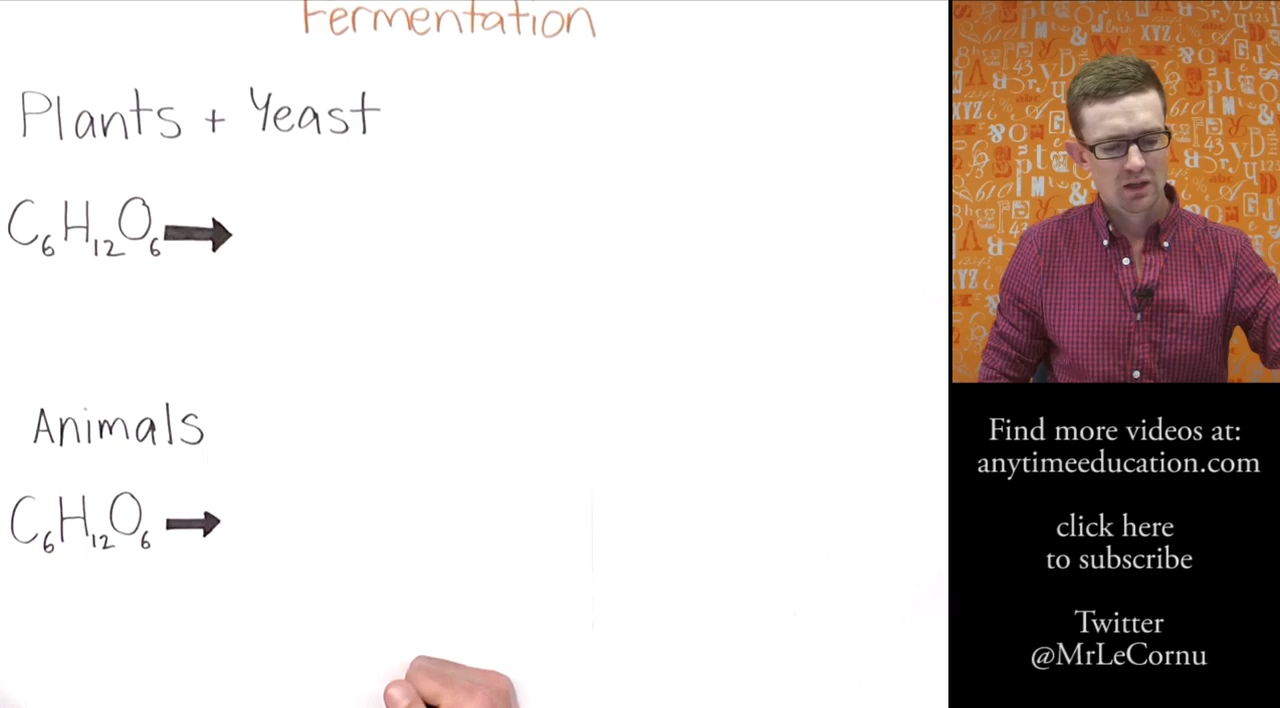 Fermentation
Plants + Yeast
C₆H₁₂O₆ →
Animals
C₆H₁₂O₆ →
Find more videos at:
anytimeeducation.com
click here
to subscribe
Twitter
@MrLeCornu